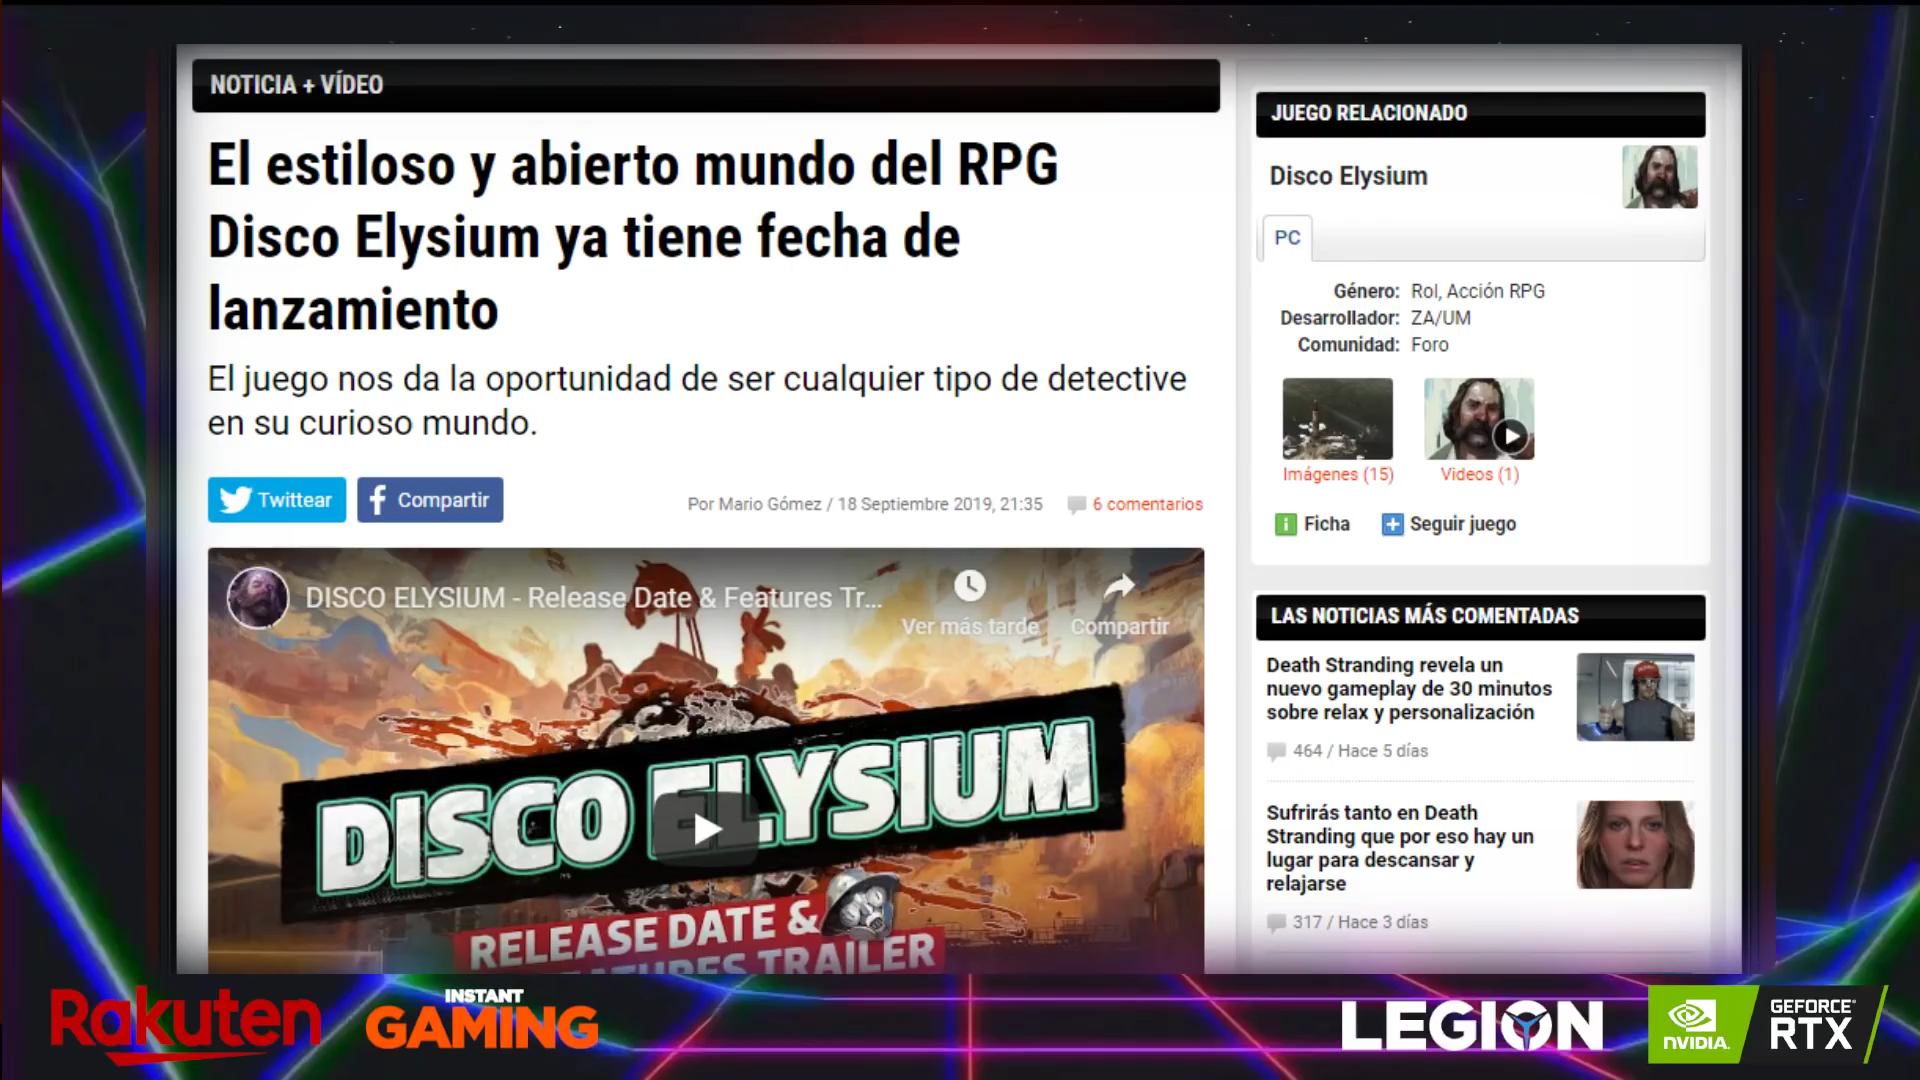 NOTICIA + VÍDEO
El estiloso y abierto mundo del RPG
Disco Elysium ya tiene fecha de
lanzamiento
El juego nos da la oportunidad de ser cualquier tipo de detective
en su curioso mundo.
Twittear
Compartir
Por Mario Gómez / 18 Septiembre 2019, 21:35
6 comentarios
DISCO ELYSIUM - Release Date & Features Tr...
Ver más tarde
Compartir
DISCO ELYSIUM
RELEASE DATE &
FEATURES TRAILER
JUEGO RELACIONADO
Disco Elysium
PC
Género: Rol, Acción RPG
Desarrollador: ZA/UM
Comunidad: Foro
Imágenes (15)
Videos (1)
Ficha
Seguir juego
LAS NOTICIAS MÁS COMENTADAS
Death Stranding revela un
nuevo gameplay de 30 minutos
sobre relax y personalización
464 / Hace 5 días
Sufrirás tanto en Death
Stranding que por eso hay un
lugar para descansar y
relajarse
317 / Hace 3 días
Rakuten
INSTANT
GAMING
LEGION
NVIDIA.
GEFORCE
RTX